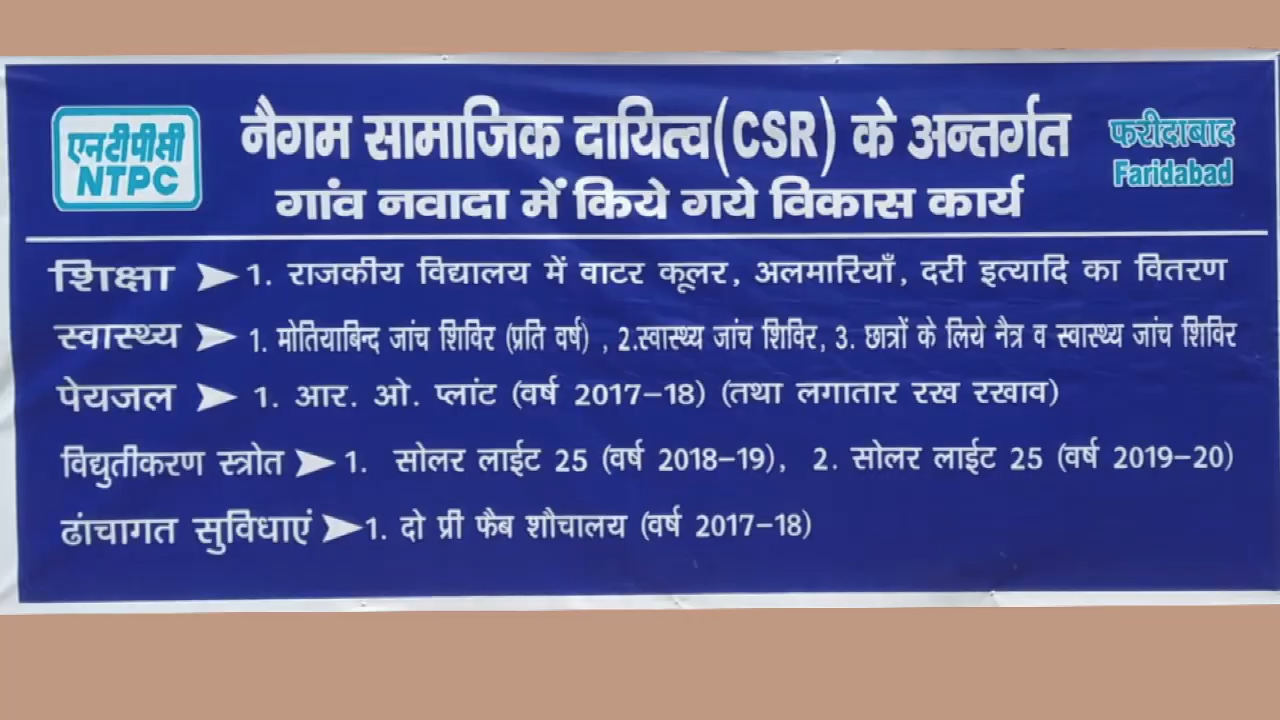 एनटीपीसी
NTPC
नैगम सामाजिक दायित्व(CSR) के अन्तर्गत
गांव नवादा में किये गये विकास कार्य
फरीदाबाद
Faridabad
शिक्षा ➤ 1. राजकीय विद्यालय में वाटर कूलर, अलमारियाँ, दरी इत्यादि का वितरण
स्वास्थ्य ➤ 1. मोतियाबिन्द जांच शिविर (प्रति वर्ष) , 2.स्वास्थ्य जांच शिविर, 3. छात्रों के लिये नैत्र व स्वास्थ्य जांच शिविर
पेयजल ➤ 1. आर. ओ. प्लांट (वर्ष 2017–18) (तथा लगातार रख रखाव)
विद्युतीकरण स्त्रोत ➤ 1. सोलर लाईट 25 (वर्ष 2018–19), 2. सोलर लाईट 25 (वर्ष 2019–20)
ढांचागत सुविधाएं ➤ 1. दो प्री फैब शौचालय (वर्ष 2017–18)